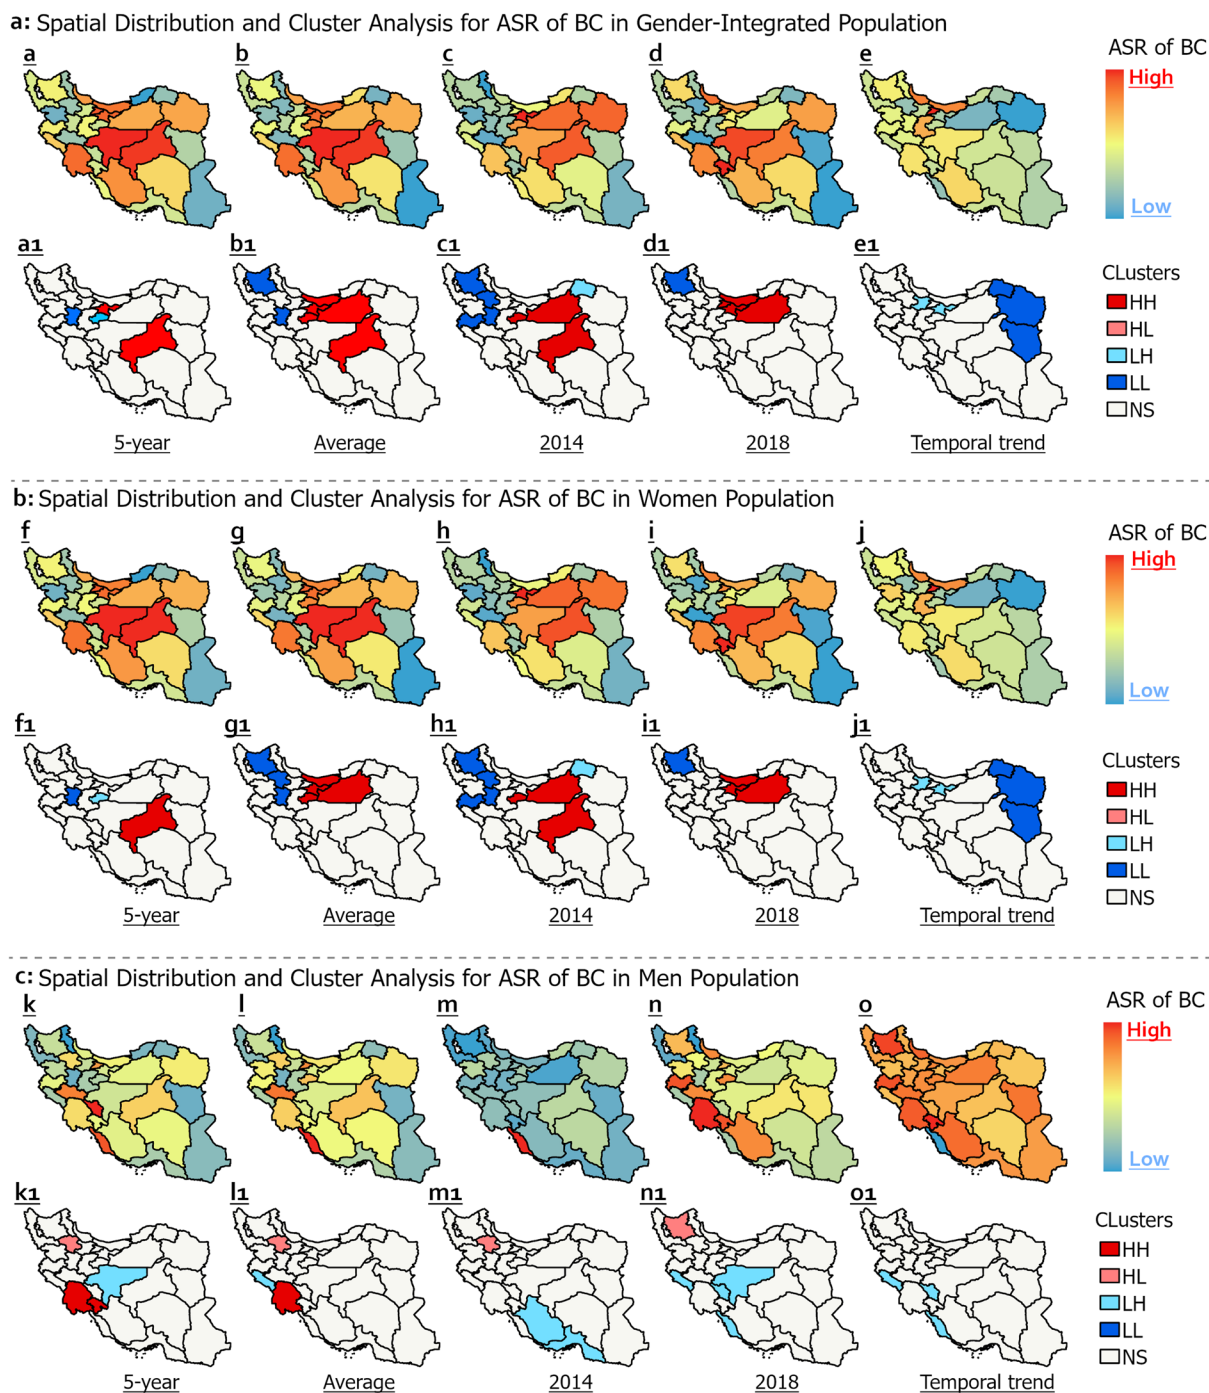 a: Spatial Distribution and Cluster Analysis for ASR of BC in Gender-Integrated Population
a b c d e
ASR of BC
High
Low
a1 b1 c1 d1 e1
CLusters
HH
HL
LH
LL
NS
5-year Average 2014 2018 Temporal trend
b: Spatial Distribution and Cluster Analysis for ASR of BC in Women Population
f g h i j
ASR of BC
High
Low
f1 g1 h1 i1 j1
CLusters
HH
HL
LH
LL
NS
5-year Average 2014 2018 Temporal trend
c: Spatial Distribution and Cluster Analysis for ASR of BC in Men Population
k l m n o
ASR of BC
High
Low
k1 l1 m1 n1 o1
CLusters
HH
HL
LH
LL
NS
5-year Average 2014 2018 Temporal trend